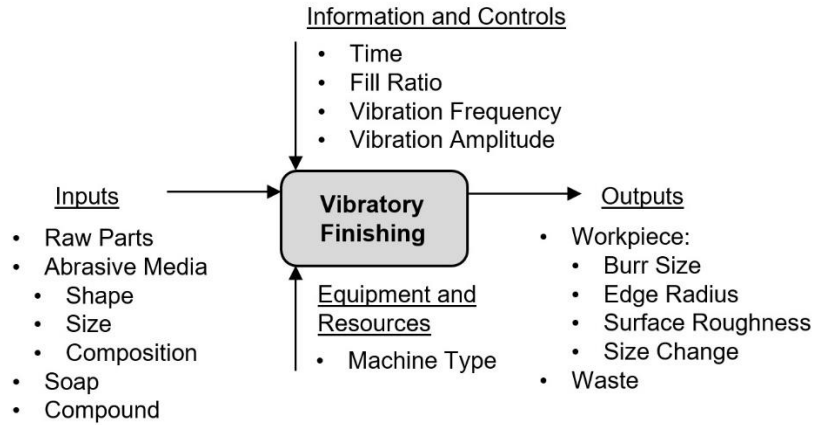 Information and Controls
• Time
• Fill Ratio
• Vibration Frequency
• Vibration Amplitude
Inputs
• Raw Parts
• Abrasive Media
• Shape
• Size
• Composition
• Soap
• Compound
Vibratory
Finishing
Equipment and
Resources
• Machine Type
Outputs
• Workpiece:
• Burr Size
• Edge Radius
• Surface Roughness
• Size Change
• Waste